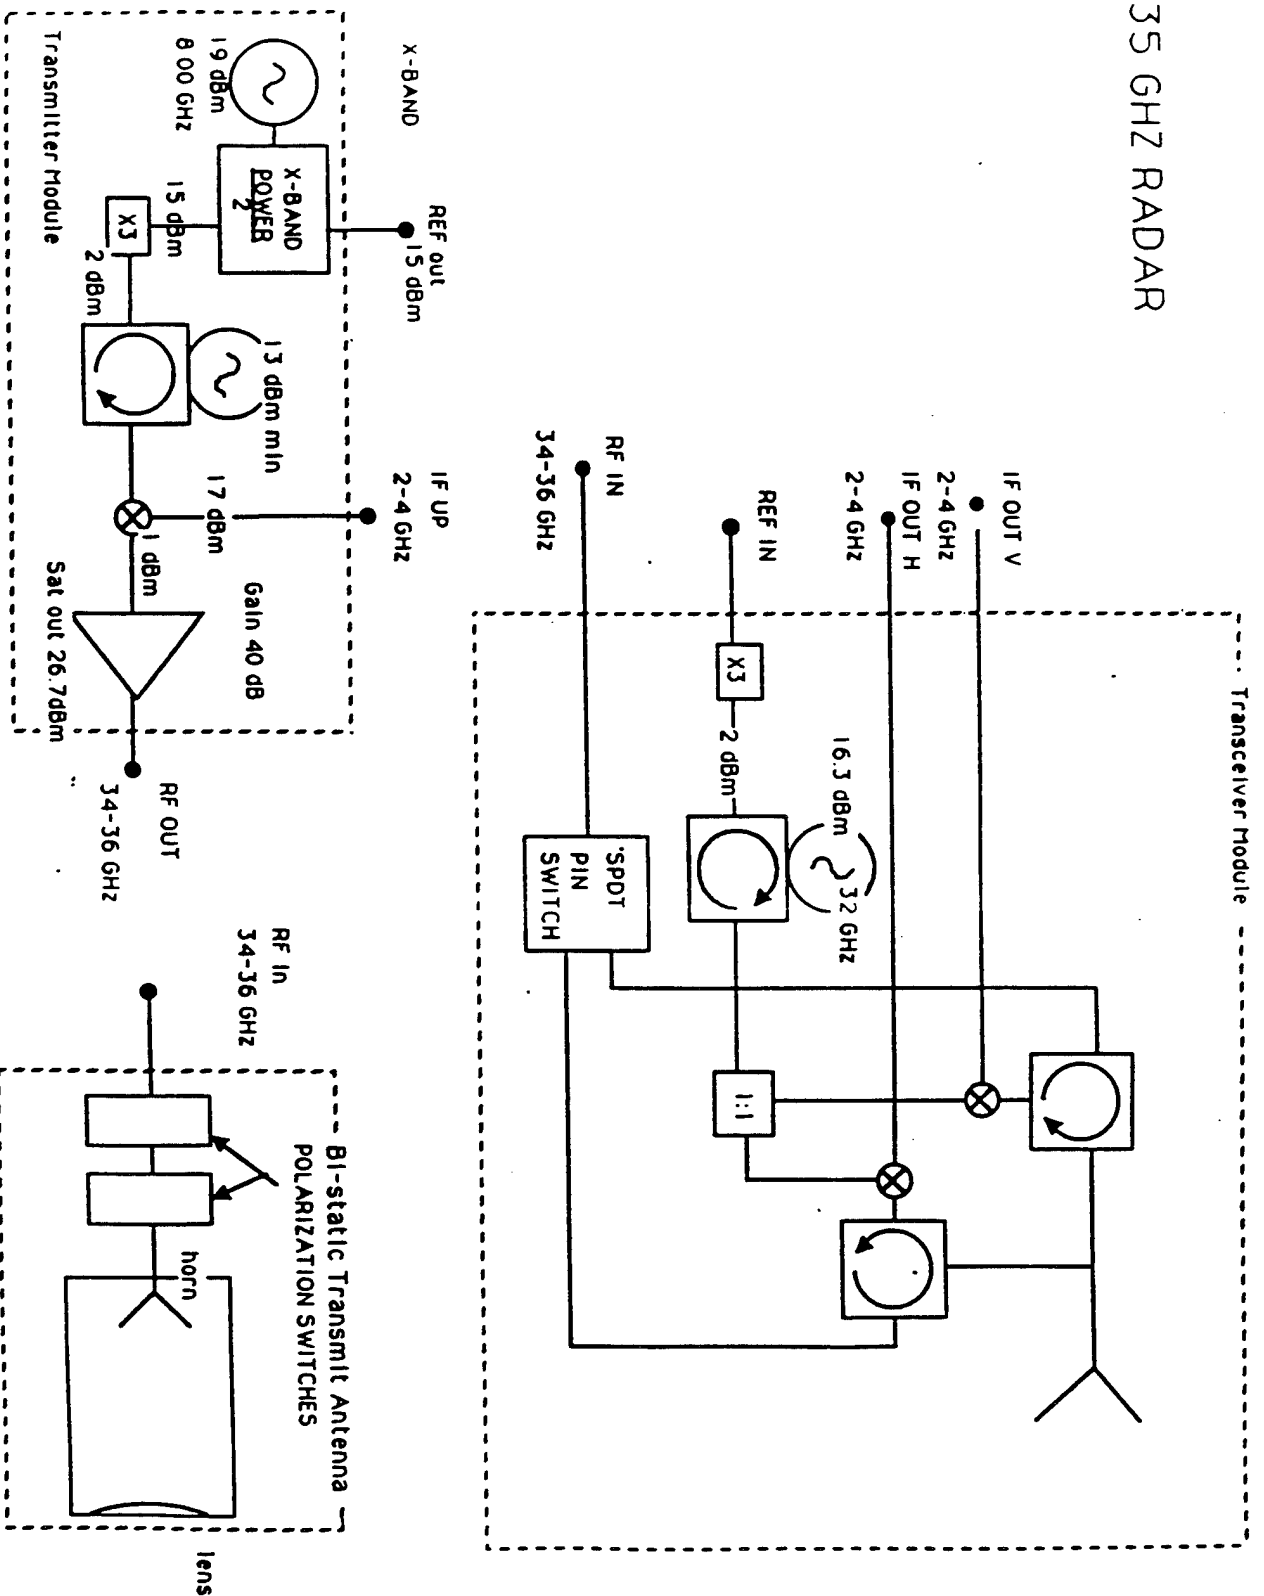 35 GHZ RADAR
Transceiver Module
IF OUT V
2-4 GHz
IF OUT H
2-4 GHz
REF IN
X3
2 dBm
16.3 dBm
32 GHz
1:1
RF IN
34-36 GHz
SPDT
PIN
SWITCH
X-BAND
REF out
15 dBm
19 dBm
8 00 GHz
X-BAND
POWER
2
15 dBm
X3
2 dBm
13 dBm min
IF UP
2-4 GHz
17 dBm
1 dBm
Gain 40 dB
Sat out 26.7dBm
Transmitter Module
RF OUT
34-36 GHz
RF in
34-36 GHz
Bi-static Transmit Antenna
POLARIZATION SWITCHES
horn
lens